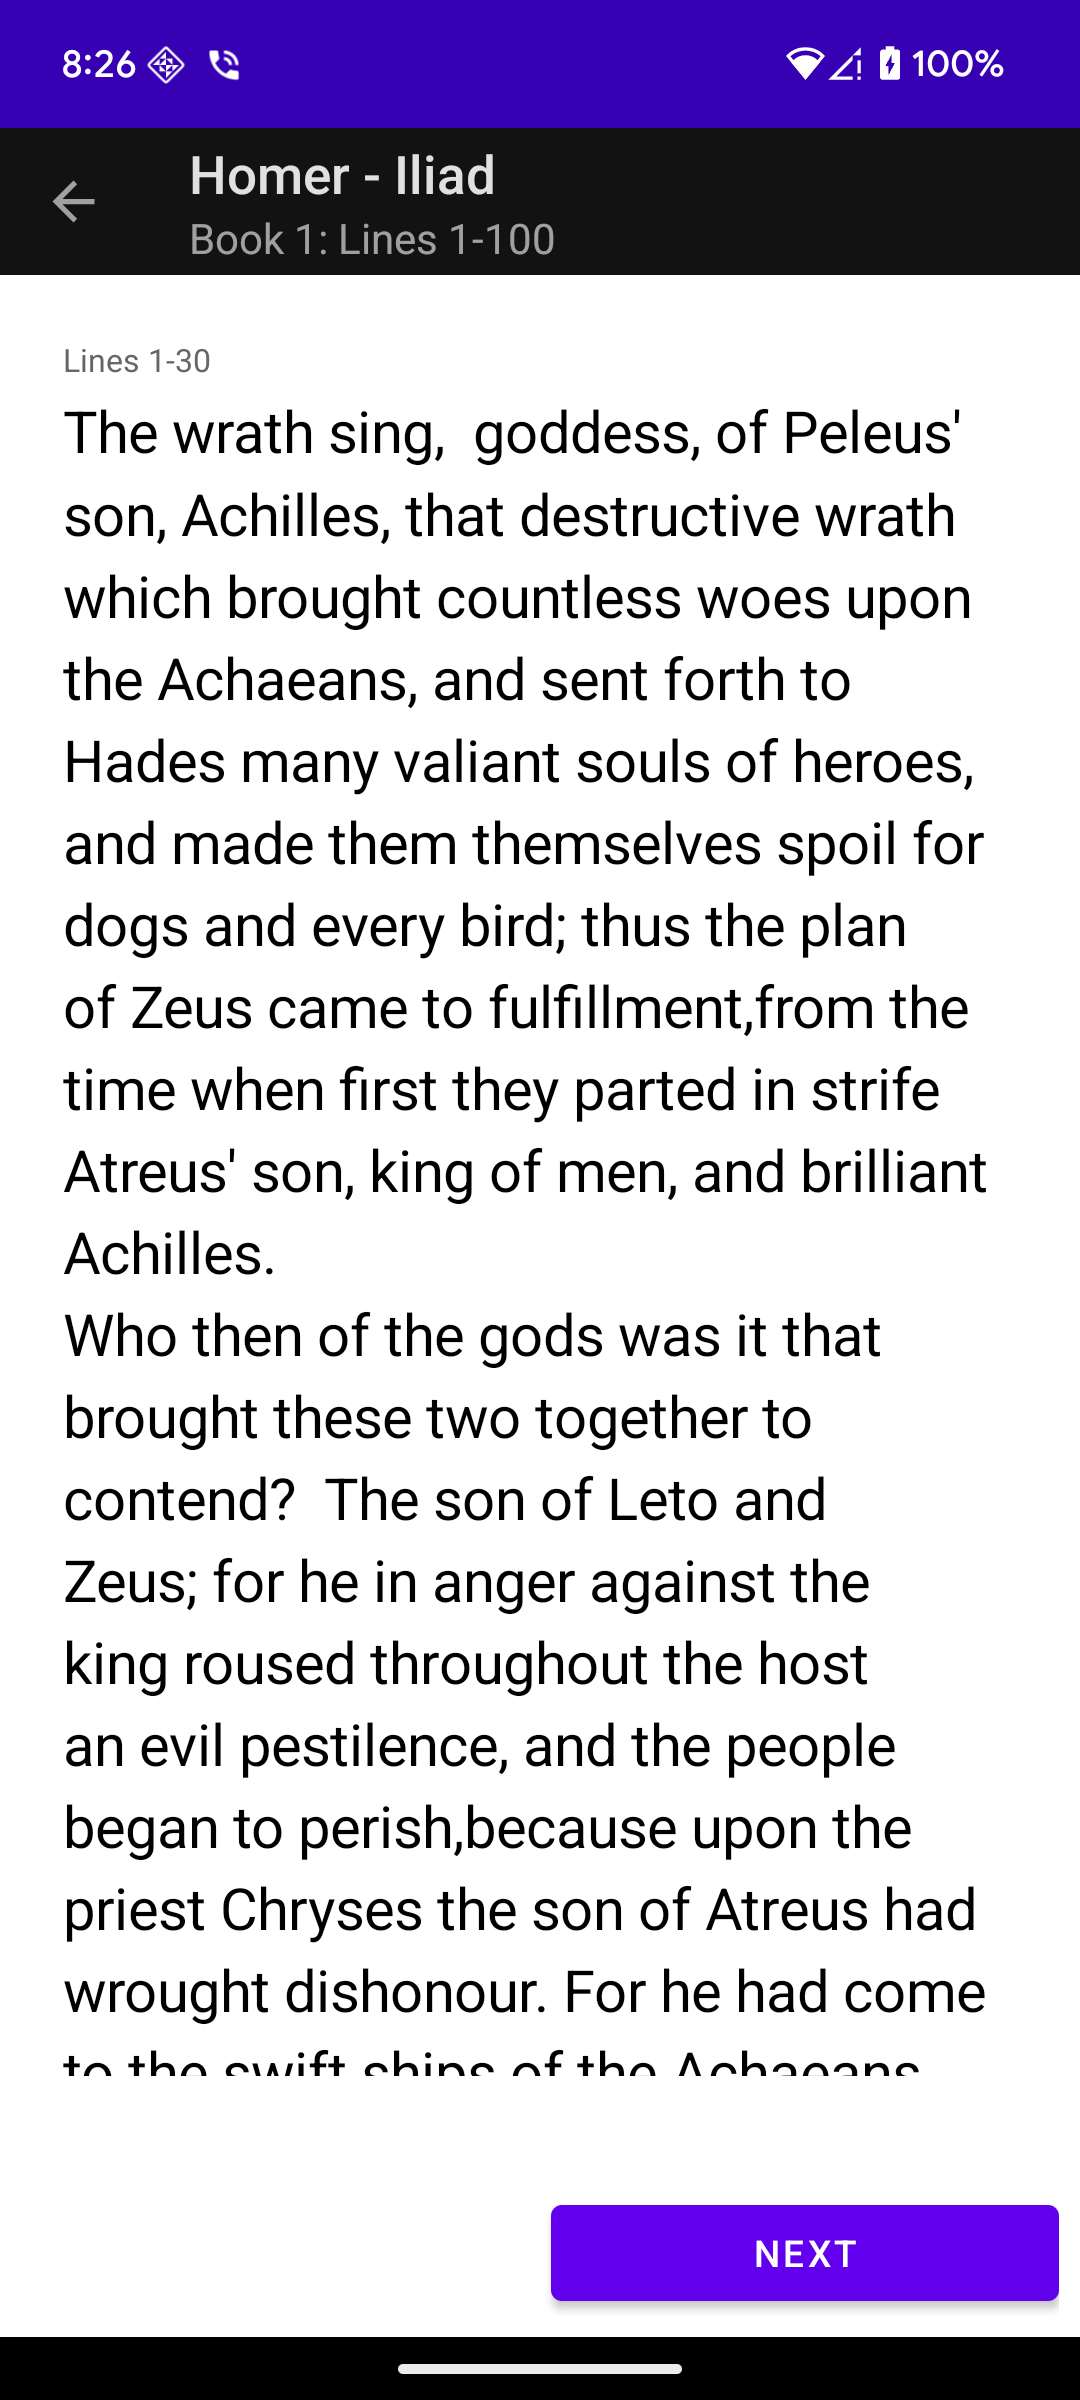 8:26
100%
Homer - Iliad
Book 1: Lines 1-100
Lines 1-30
The wrath sing,  goddess, of Peleus'
son, Achilles, that destructive wrath
which brought countless woes upon
the Achaeans, and sent forth to
Hades many valiant souls of heroes,
and made them themselves spoil for
dogs and every bird; thus the plan
of Zeus came to fulfillment,from the
time when first they parted in strife
Atreus' son, king of men, and brilliant
Achilles.
Who then of the gods was it that
brought these two together to
contend?  The son of Leto and
Zeus; for he in anger against the
king roused throughout the host
an evil pestilence, and the people
began to perish,because upon the
priest Chryses the son of Atreus had
wrought dishonour. For he had come
to the swift ships of the Achaeans
NEXT